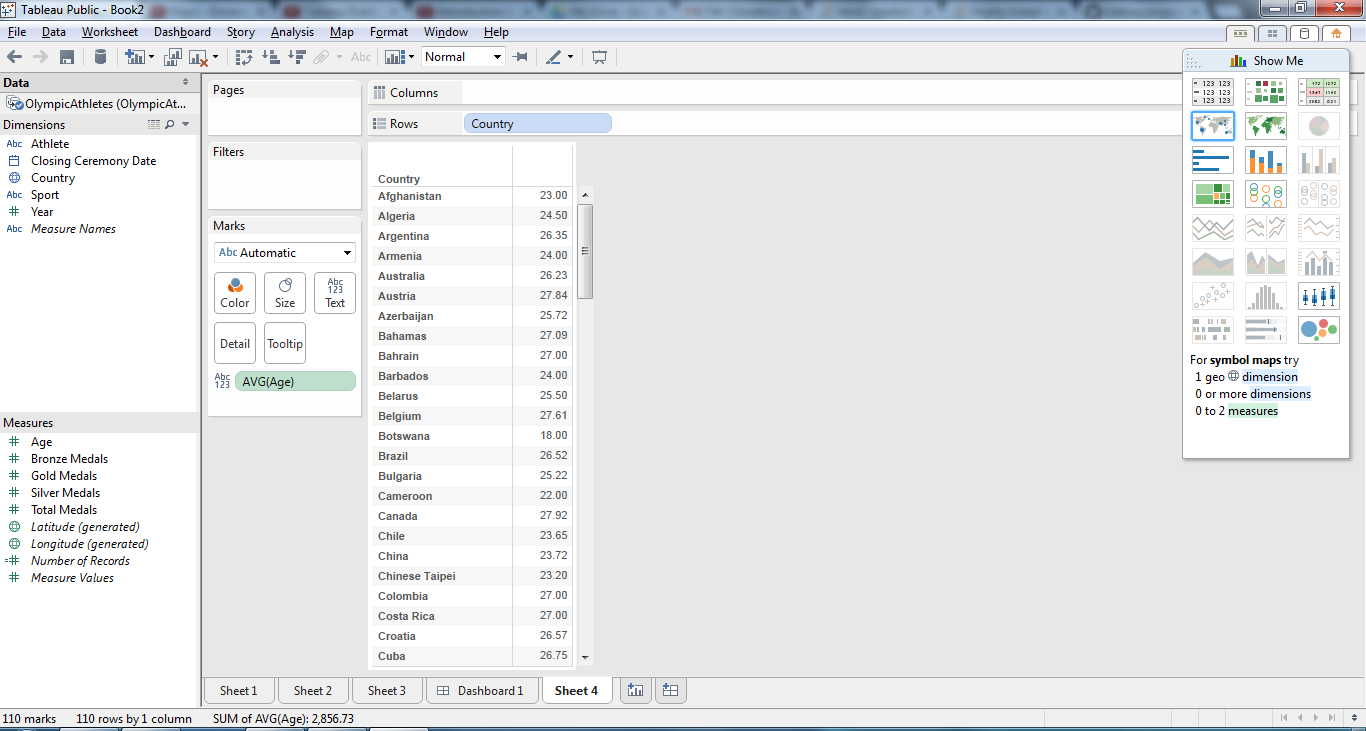 Tableau Public - Book2
File Data Worksheet Dashboard Story Analysis Map Format Window Help
Abc Normal
Data
OlympicAthletes (OlympicAt...
Dimensions
Abc Athlete
Closing Ceremony Date
Country
Abc Sport
Year
Abc Measure Names
Measures
Age
Bronze Medals
Gold Medals
Silver Medals
Total Medals
Latitude (generated)
Longitude (generated)
Number of Records
Measure Values
Pages
Filters
Marks
Abc Automatic
Color Size Abc 123 Text
Detail Tooltip
Abc 123 AVG(Age)
Columns
Rows Country
Country
Afghanistan 23.00
Algeria 24.50
Argentina 26.35
Armenia 24.00
Australia 26.23
Austria 27.84
Azerbaijan 25.72
Bahamas 27.09
Bahrain 27.00
Barbados 24.00
Belarus 25.50
Belgium 27.61
Botswana 18.00
Brazil 26.52
Bulgaria 25.22
Cameroon 22.00
Canada 27.92
Chile 23.65
China 23.72
Chinese Taipei 23.20
Colombia 27.00
Costa Rica 27.00
Croatia 26.57
Cuba 26.75
Show Me
123 123
123 123
123 123
For symbol maps try
1 geo dimension
0 or more dimensions
0 to 2 measures
Sheet 1 Sheet 2 Sheet 3 Dashboard 1 Sheet 4
110 marks 110 rows by 1 column SUM of AVG(Age): 2,856.73